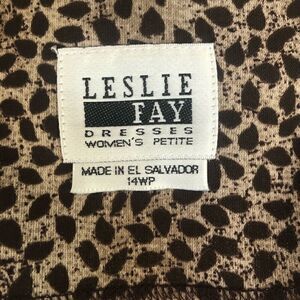 LESLIE
FAY
DRESSES
WOMEN'S PETITE
MADE IN EL SALVADOR
14WP